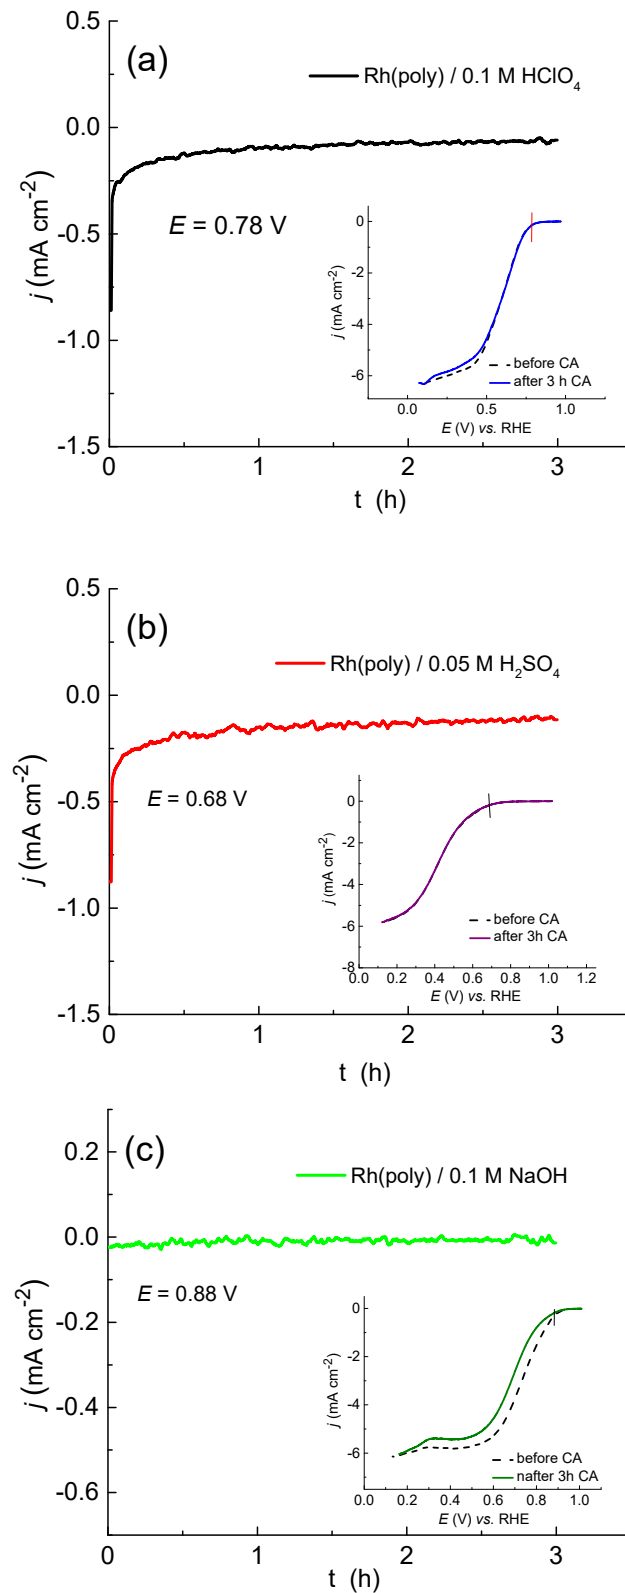 (a)
Rh(poly) / 0.1 M HClO4
0.0
-0.5
-1.0
-1.5
j (mA cm-2)
E = 0.78 V
0
-2
-4
-6
j (mA cm-2)
before CA
after 3 h CA
0.0 0.5 1.0
E (V) vs. RHE
0 1 2 3
t (h)
0.5
(b)
Rh(poly) / 0.05 M H2SO4
0.0
-0.5
-1.0
-1.5
j (mA cm-2)
E = 0.68 V
0
-2
-4
-6
-8
j (mA cm-2)
before CA
after 3h CA
0.0 0.2 0.4 0.6 0.8 1.0 1.2
E (V) vs. RHE
0 1 2 3
t (h)
(c)
Rh(poly) / 0.1 M NaOH
0.2
0.0
-0.2
-0.4
-0.6
j (mA cm-2)
E = 0.88 V
0
-2
-4
-6
j (mA cm-2)
before CA
nafter 3h CA
0.0 0.2 0.4 0.6 0.8 1.0
E (V) vs. RHE
0 1 2 3
t (h)